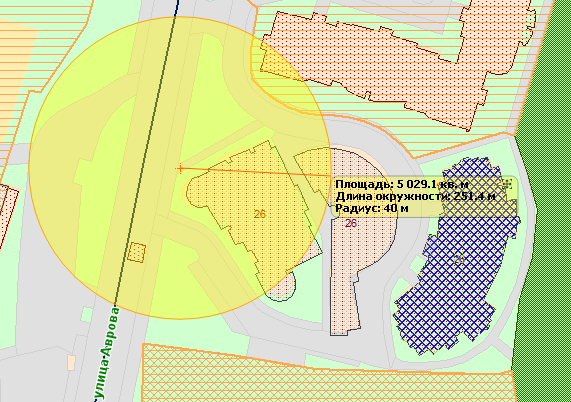 Площадь: 5 029.1 кв. м
Длина окружности: 251.4 м
Радиус: 40 м
26
26
улица Аврова